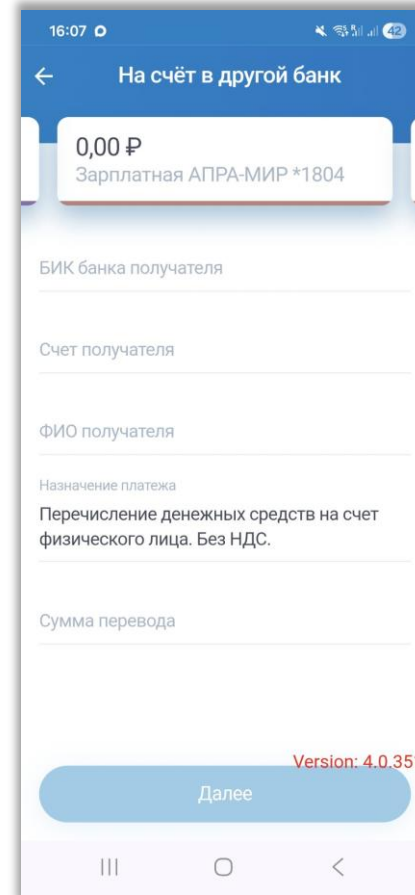 16:07
42
На счёт в другой банк
0,00 ₽
Зарплатная АПРА-МИР *1804
БИК банка получателя
Счет получателя
ФИО получателя
Назначение платежа
Перечисление денежных средств на счет
физического лица. Без НДС.
Сумма перевода
Version: 4.0.35
Далее